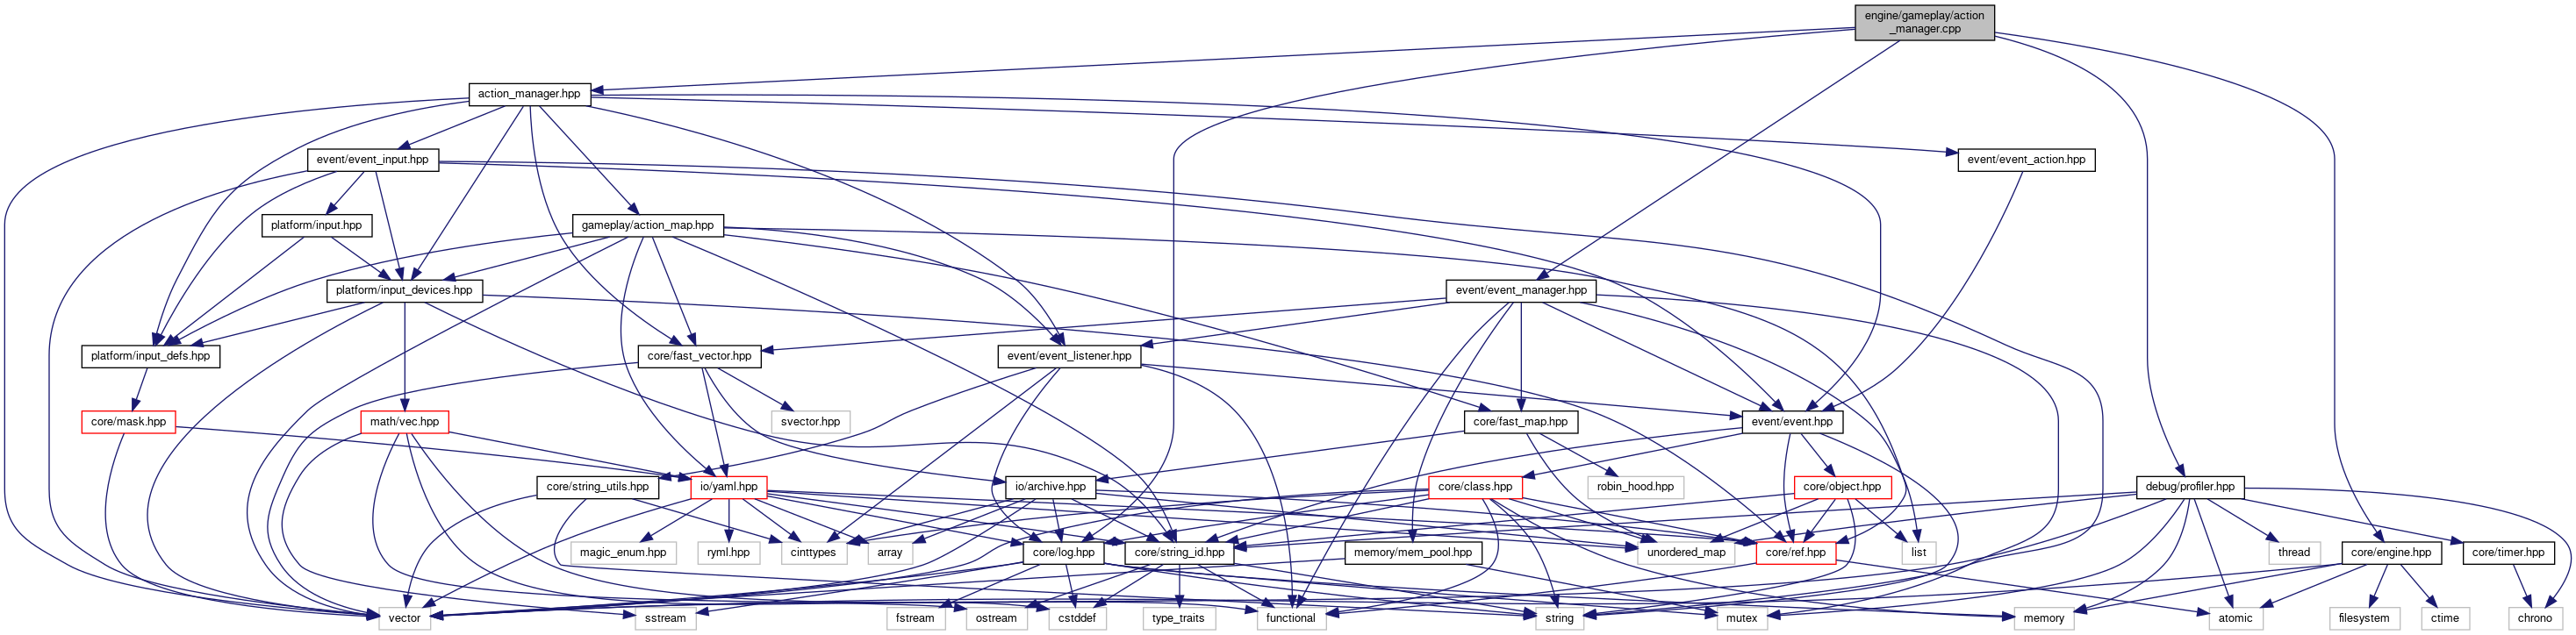 engine/gameplay/action
_manager.cpp
action_manager.hpp
event/event_input.hpp
event/event_action.hpp
platform/input.hpp
gameplay/action_map.hpp
platform/input_devices.hpp
event/event_manager.hpp
platform/input_defs.hpp
core/fast_vector.hpp
event/event_listener.hpp
core/mask.hpp
math/vec.hpp
svector.hpp
core/fast_map.hpp
event/event.hpp
core/string_utils.hpp
io/yaml.hpp
io/archive.hpp
core/class.hpp
robin_hood.hpp
core/object.hpp
debug/profiler.hpp
magic_enum.hpp
ryml.hpp
cinttypes
array
core/log.hpp
core/string_id.hpp
memory/mem_pool.hpp
unordered_map
core/ref.hpp
list
thread
core/engine.hpp
core/timer.hpp
vector
sstream
fstream
ostream
cstddef
type_traits
functional
string
mutex
memory
atomic
filesystem
ctime
chrono